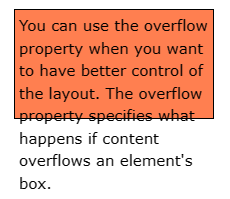 You can use the overflow
property when you want
to have better control of
the layout. The overflow
property specifies what
happens if content
overflows an element's
box.